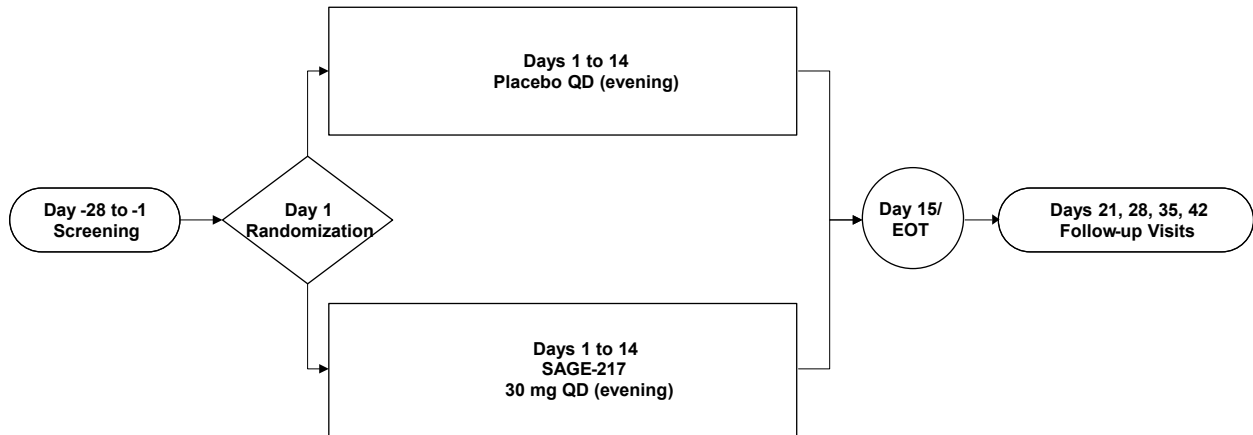 Days 1 to 14
Placebo QD (evening)
Day -28 to -1
Screening
Day 1
Randomization
Day 15/
EOT
Days 21, 28, 35, 42
Follow-up Visits
Days 1 to 14
SAGE-217
30 mg QD (evening)